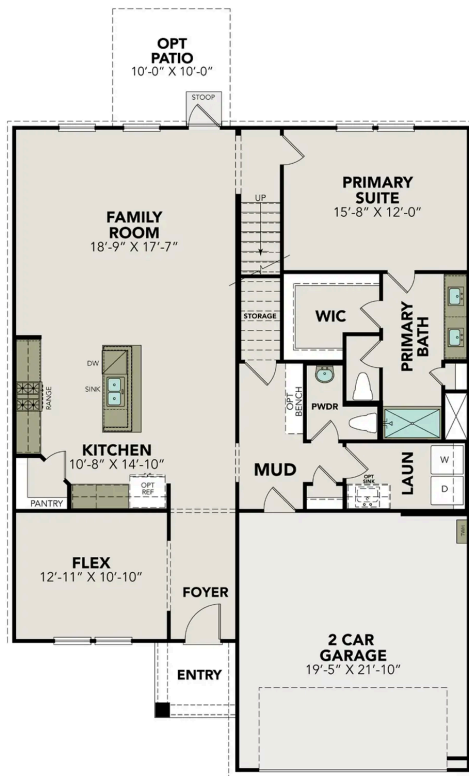 OPT
PATIO
10'-0" X 10'-0"
STOOP
FAMILY
ROOM
18'-9" X 17'-7"
UP
PRIMARY
SUITE
15'-8" X 12'-0"
STORAGE
WIC
PRIMARY
BATH
DW
SINK
RANGE
OPT
BENCH
PWDR
KITCHEN
10'-8" X 14'-10"
MUD
LAUN
OPT
SINK
W
D
PANTRY
OPT
REF
FLEX
12'-11" X 10'-10"
FOYER
2 CAR
GARAGE
19'-5" X 21'-10"
ENTRY